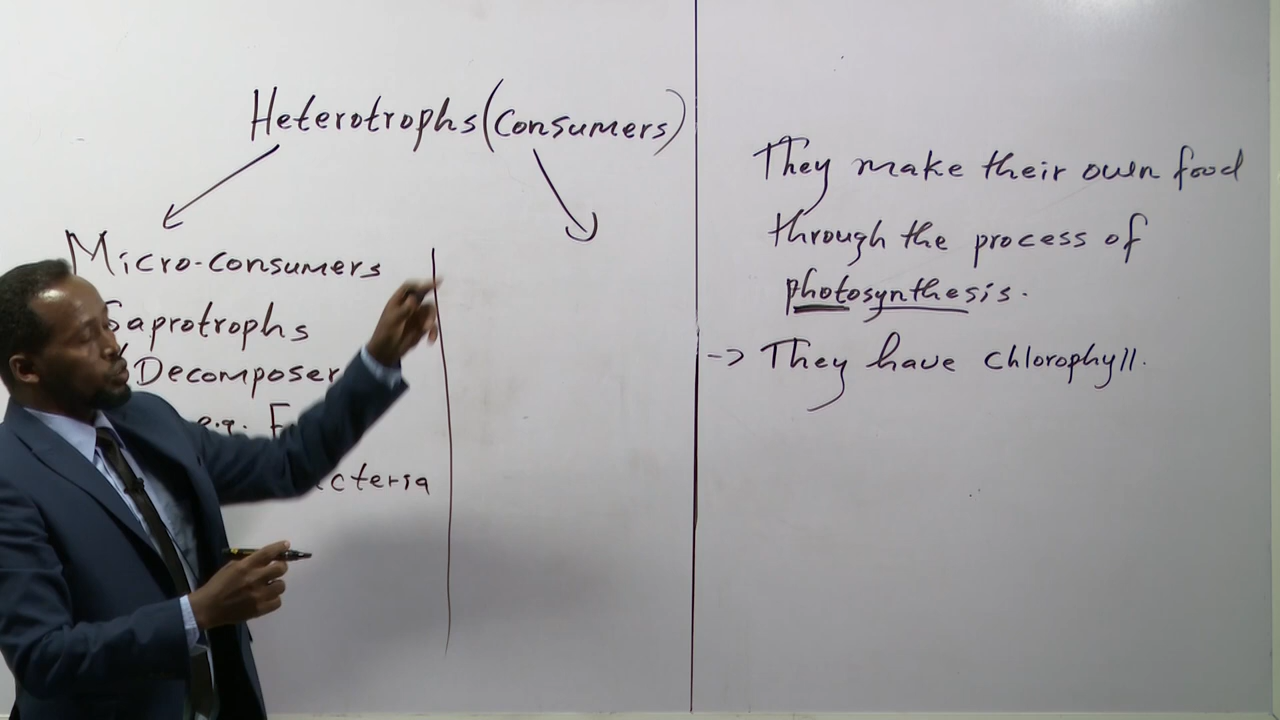 Heterotrophs (Consumers)
Micro-consumers
Saprotrophs
Decomposer
e.g.
They make their own food
through the process of
photosynthesis.
-> They have chlorophyll.